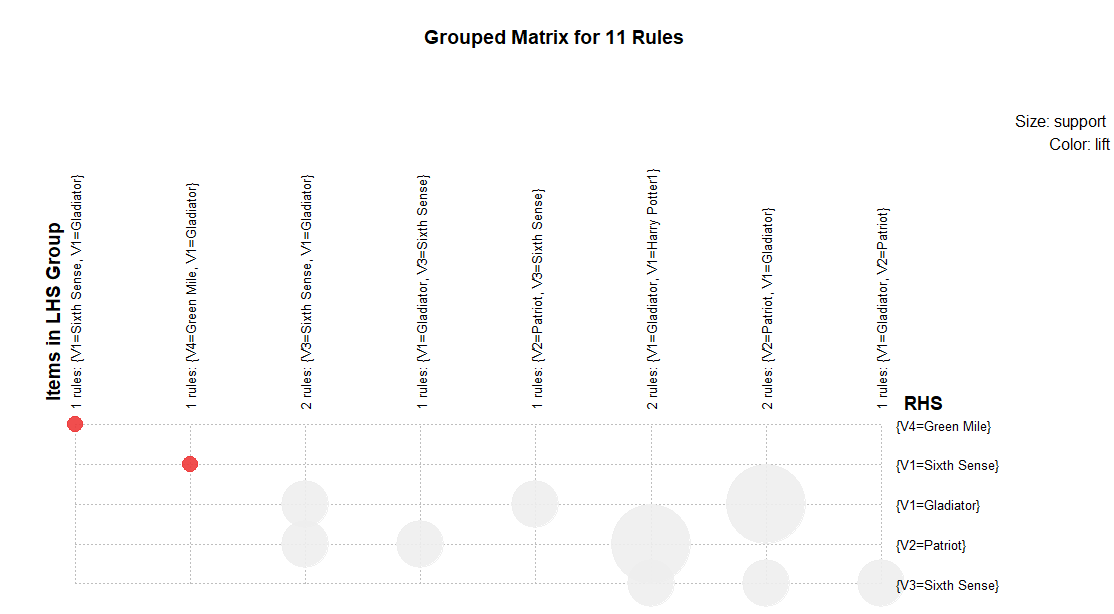 Grouped Matrix for 11 Rules
Size: support
Color: lift
Items in LHS Group
1 rules: {V1=Sixth Sense, V1=Gladiator}
1 rules: {V4=Green Mile, V1=Gladiator}
2 rules: {V3=Sixth Sense, V1=Gladiator}
1 rules: {V1=Gladiator, V3=Sixth Sense}
1 rules: {V2=Patriot, V3=Sixth Sense}
2 rules: {V1=Gladiator, V1=Harry Potter1}
2 rules: {V2=Patriot, V1=Gladiator}
1 rules: {V1=Gladiator, V2=Patriot}
RHS
{V4=Green Mile}
{V1=Sixth Sense}
{V1=Gladiator}
{V2=Patriot}
{V3=Sixth Sense}